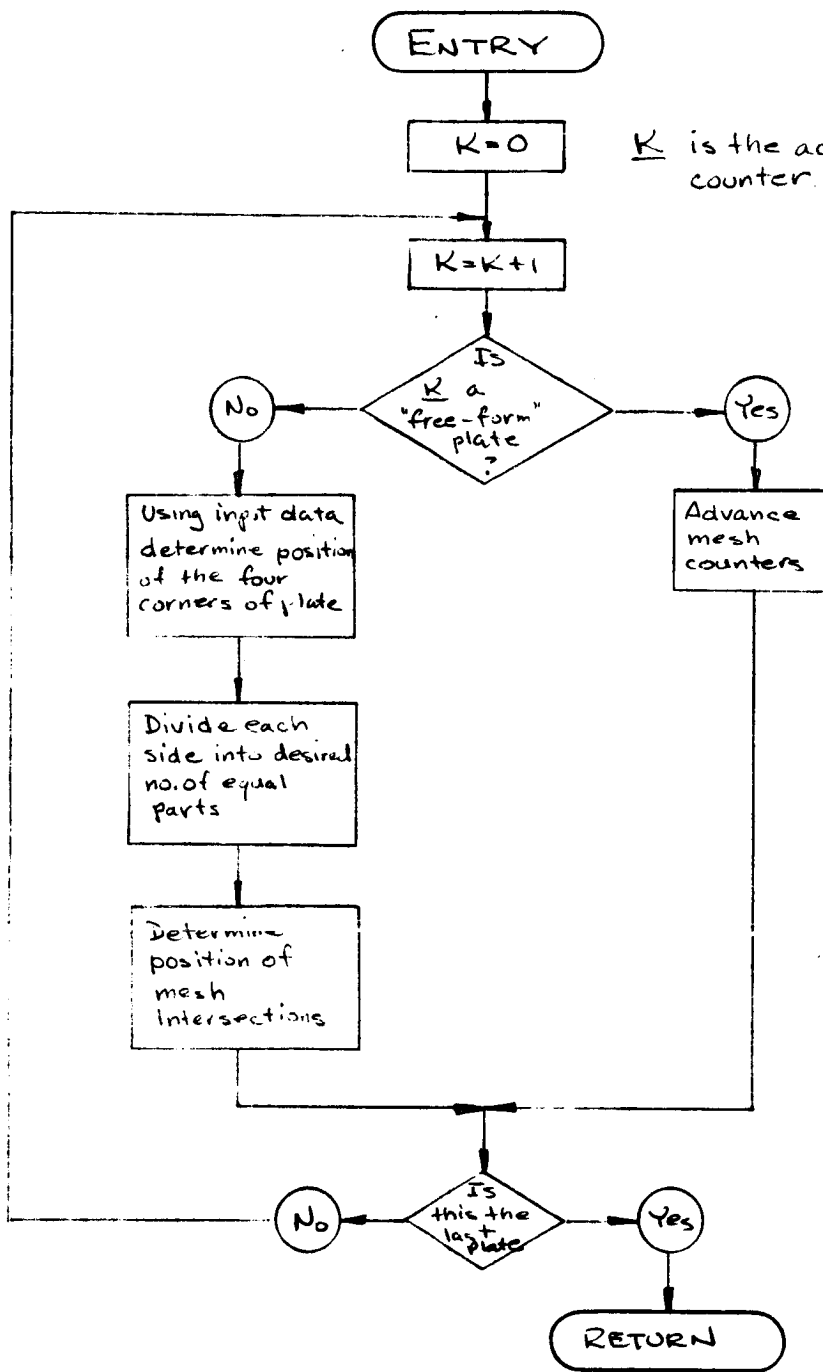 ENTRY
K=0
K is the
counter.
K=K+1
Is
K a
"free-form"
plate
?
No
Yes
Using input data
determine position
of the four
corners of plate
Advance
mesh
counters
Divide each
side into desired
no. of equal
parts
Determine
position of
mesh
Intersections
Is
this the
last
plate
No
Yes
RETURN